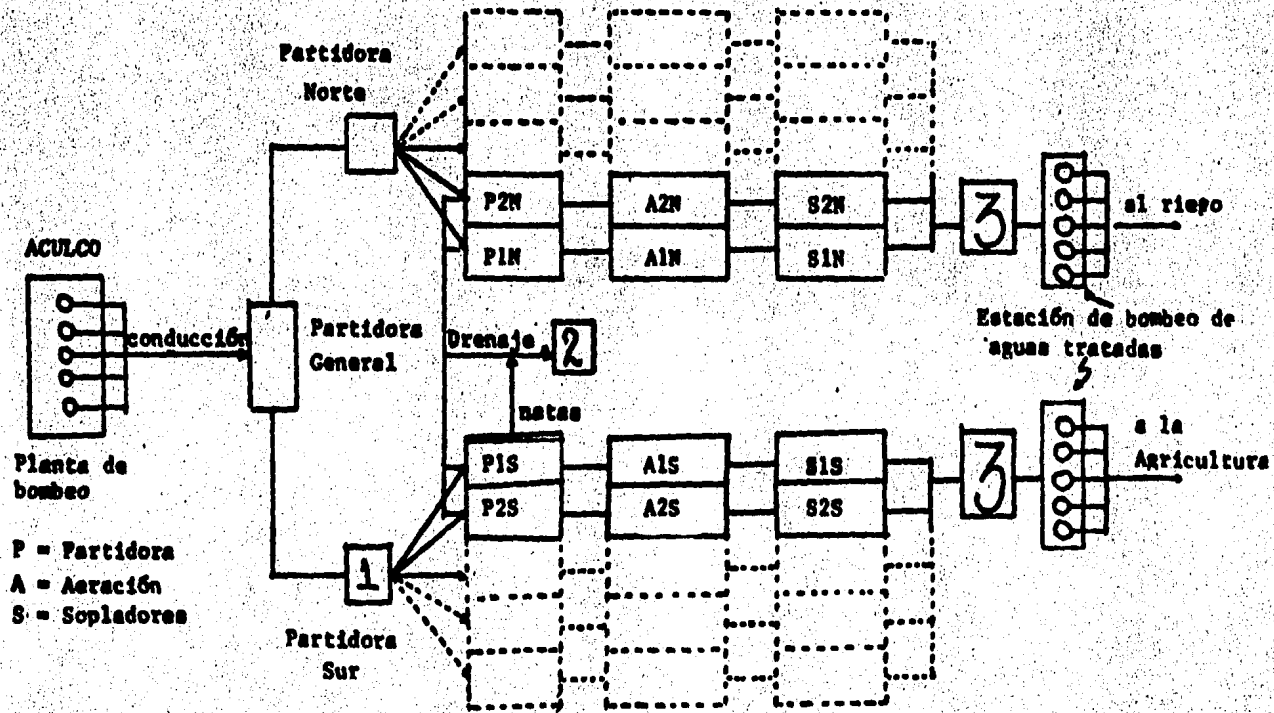 Partidora
Norte
P2N
A2N
S2N
P1N
A1N
S1N
3
al riego
ACULCO
conducción
Partidora
General
Drenaje
2
natas
Estación de bombeo de
aguas tratadas
Planta de
bombeo
P1S
A1S
S1S
P2S
A2S
S2S
3
a la
Agricultura
P = Partidora
A = Aeración
S = Sopladores
1
Partidora
Sur